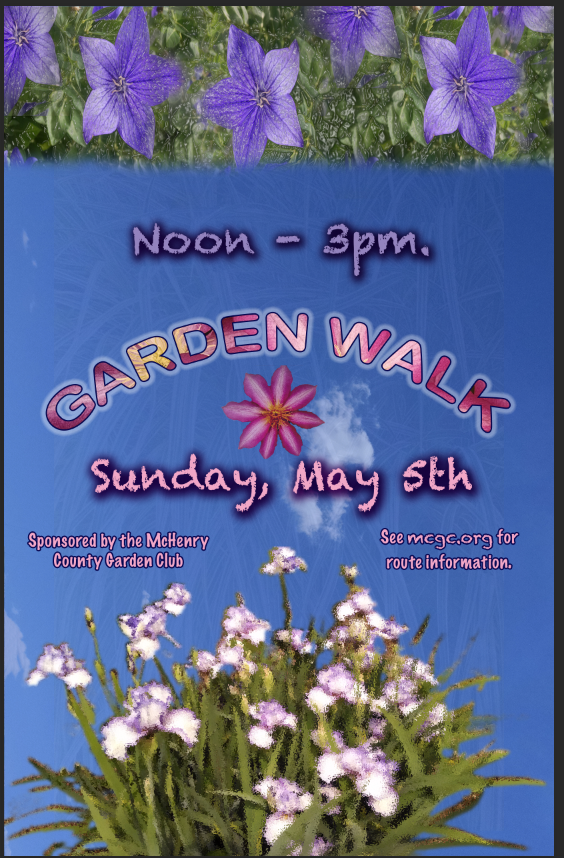 Noon - 3pm.
GARDEN WALK
Sunday, May 5th
Sponsored by the McHenry
County Garden Club
See mcgc.org for
route information.